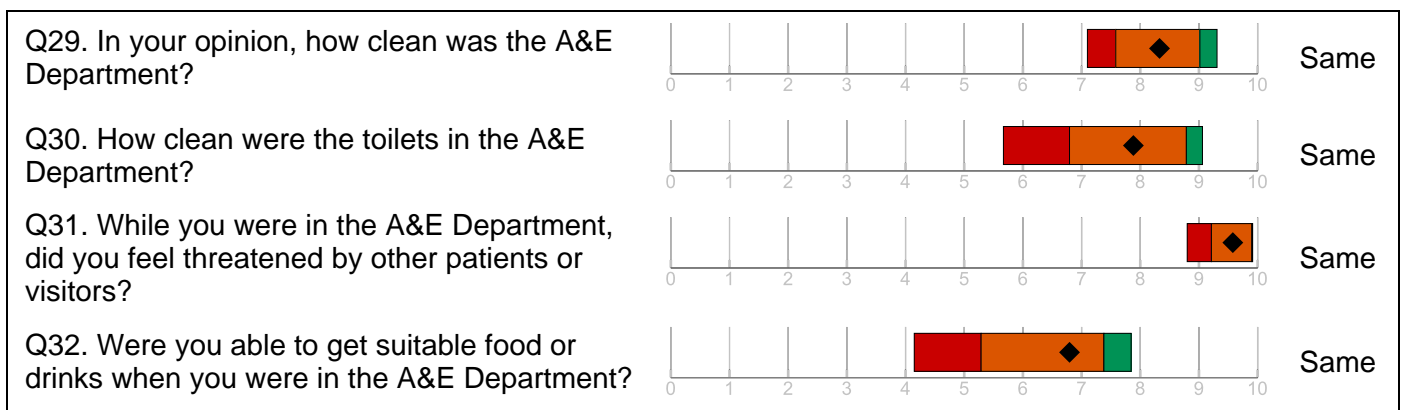 Q29. In your opinion, how clean was the A&E
Department?
Same
0 1 2 3 4 5 6 7 8 9 10
Q30. How clean were the toilets in the A&E
Department?
Same
0 1 2 3 4 5 6 7 8 9 10
Q31. While you were in the A&E Department,
did you feel threatened by other patients or
visitors?
Same
0 1 2 3 4 5 6 7 8 9 10
Q32. Were you able to get suitable food or
drinks when you were in the A&E Department?
Same
0 1 2 3 4 5 6 7 8 9 10